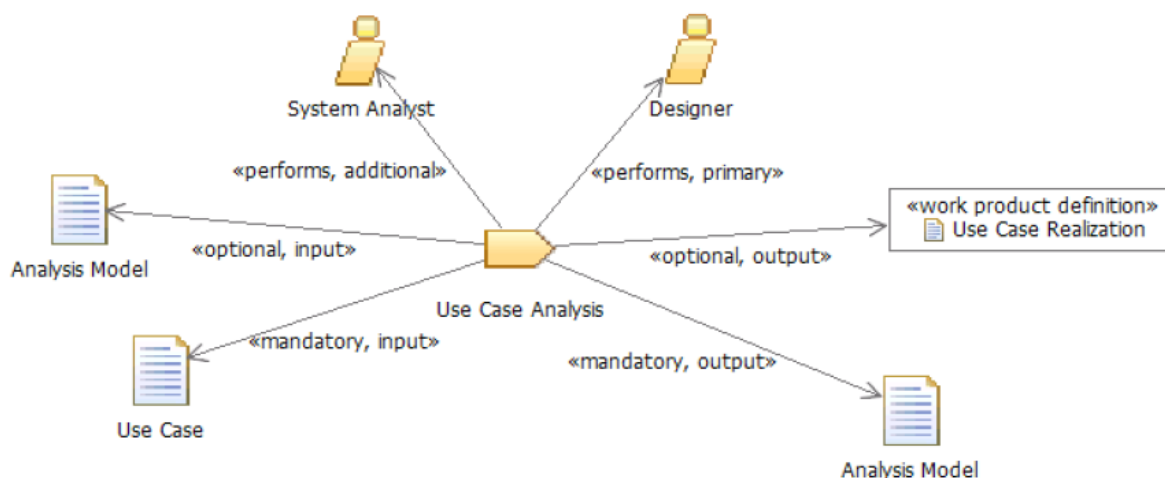 System Analyst
Designer
«performs, additional»
«performs, primary»
«work product definition»
Use Case Realization
Analysis Model
«optional, input»
«optional, output»
Use Case Analysis
«mandatory, input»
«mandatory, output»
Use Case
Analysis Model